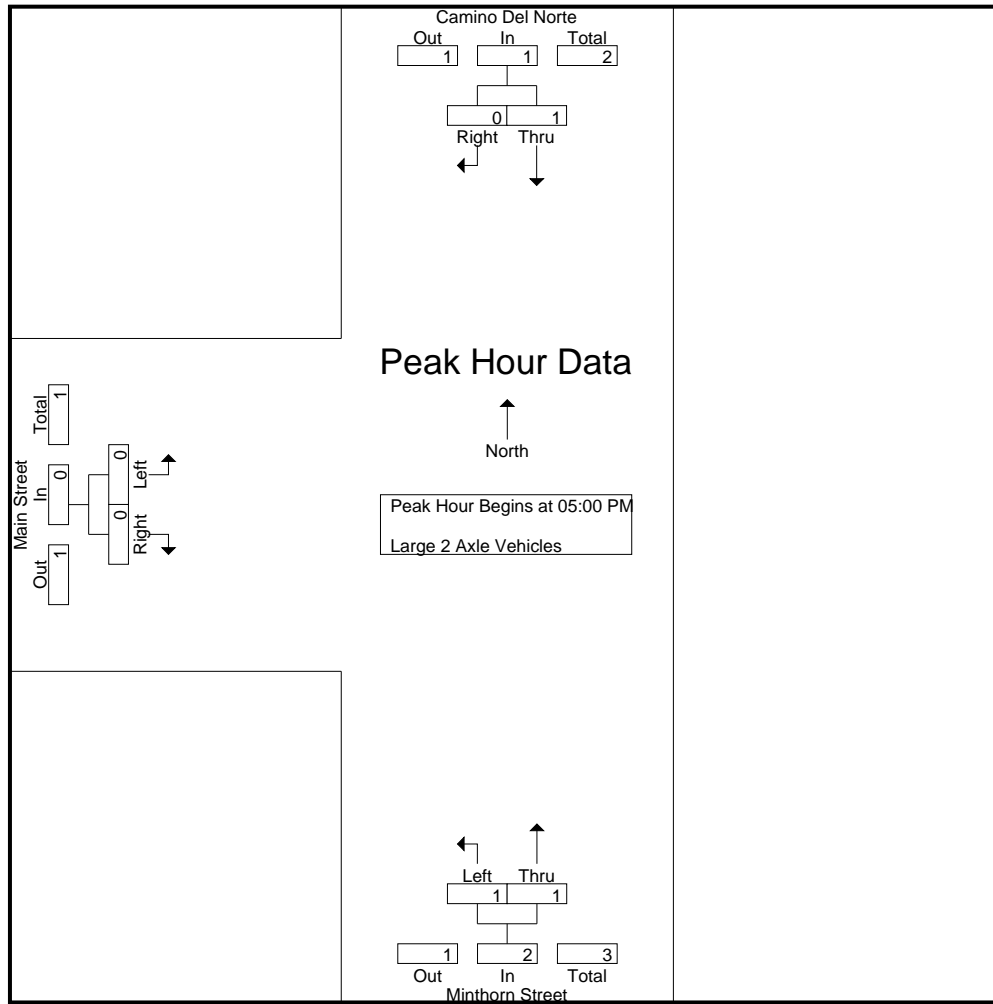 Camino Del Norte
Out In Total
1 1 2
0 1
Right Thru
Peak Hour Data
North
Peak Hour Begins at 05:00 PM
Large 2 Axle Vehicles
Main Street
Out In Total
1 0 1
Right Left
0 0
Left Thru
1 1
1 2 3
Out In Total
Minthorn Street